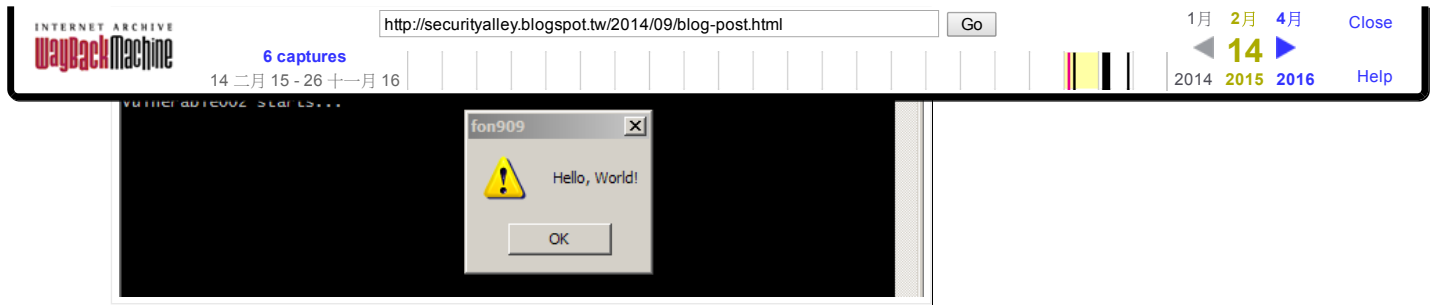 INTERNET ARCHIVE
WayBackMachine
http://securityalley.blogspot.tw/2014/09/blog-post.html
Go
6 captures
14 二月 15 - 26 十一月 16
1月 2月 4月
14
2014 2015 2016
Close
Help
Vulnerable002 starts...
fon909
Hello, World!
OK